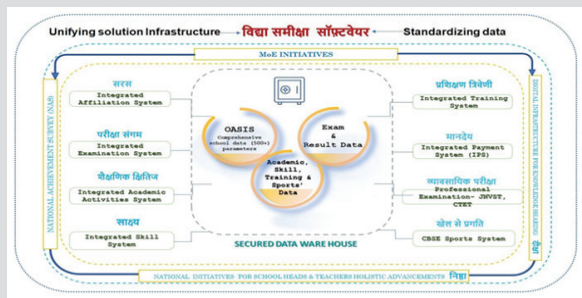 Unifying solution Infrastructure
विद्या समीक्षा सॉफ़्टवेयर
Standardizing data
MoE INITIATIVES
NATIONAL ACHIEVEMENT SURVEY (NAS)
सरस
Integrated
Affiliation System
परीक्षा संगम
Integrated
Examination System
शैक्षणिक क्षितिज
Integrated Academic
Activities System
साक्ष्य
Integrated Skill
System
OASIS
Comprehensive
school data (500+)
parameters
Exam
&
Result Data
Academic,
Skill,
Training &
Sports'
Data
SECURED DATA WARE HOUSE
प्रशिक्षण त्रिवेणी
Integrated Training
System
मानदेय
Integrated Payment
System (IPS)
व्यावसायिक परीक्षा
Professional
Examination- JNVST,
CTET
खेल से प्रगति
CBSE Sports System
DIGITAL INFRASTRUCTURE FOR KNOWLEDGE SHARING
दीक्षा
NATIONAL INITIATIVES FOR SCHOOL HEADS & TEACHERS HOLISTIC ADVANCEMENTS निष्ठा